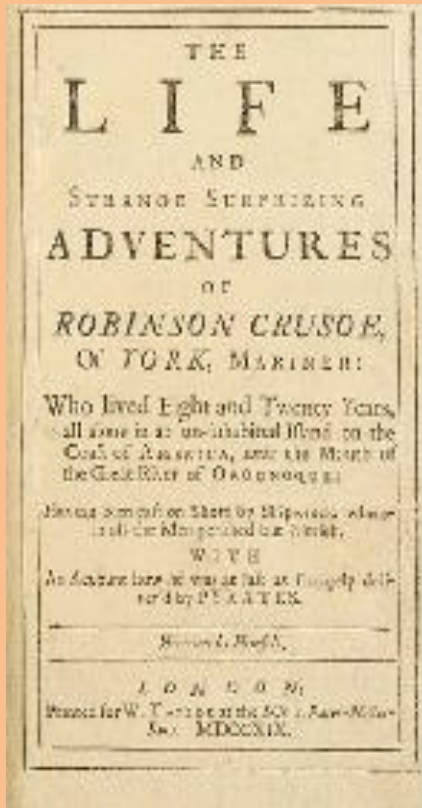 THE
LIFE
AND
STRANGE SURPRIZING
ADVENTURES
OF
ROBINSON CRUSOE,
Of YORK, MARINER:
Who lived Eight and Twenty Years,
all alone in an un-inhabited Island on the
Coast of AMERICA, near the Mouth of
the Great River of OROONOQUE;
Having been cast on Shore by Shipwreck, where-
in all the Men perished but himself.
WITH
An Account how he was at last as strangely deli-
ver'd by PYRATES.
Written by Himself.
LONDON:
Printed for W. TAYLOR at the Ship in Pater-Noster-
Row. MDCCXIX.